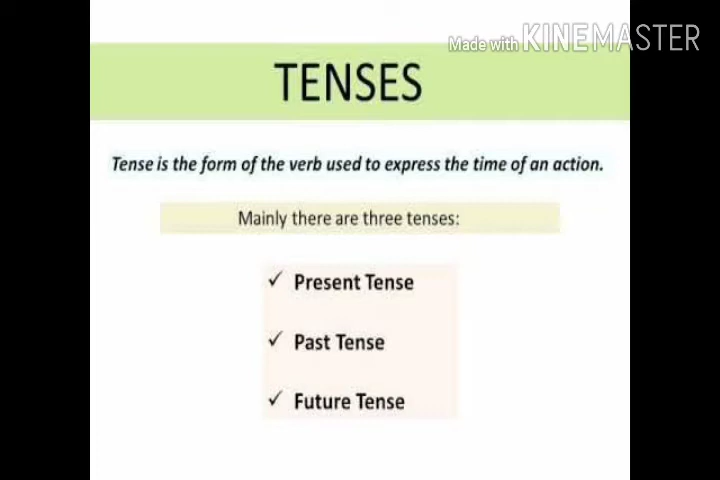 Made with KINEMASTER
TENSES
Tense is the form of the verb used to express the time of an action.
Mainly there are three tenses:
✓ Present Tense
✓ Past Tense
✓ Future Tense